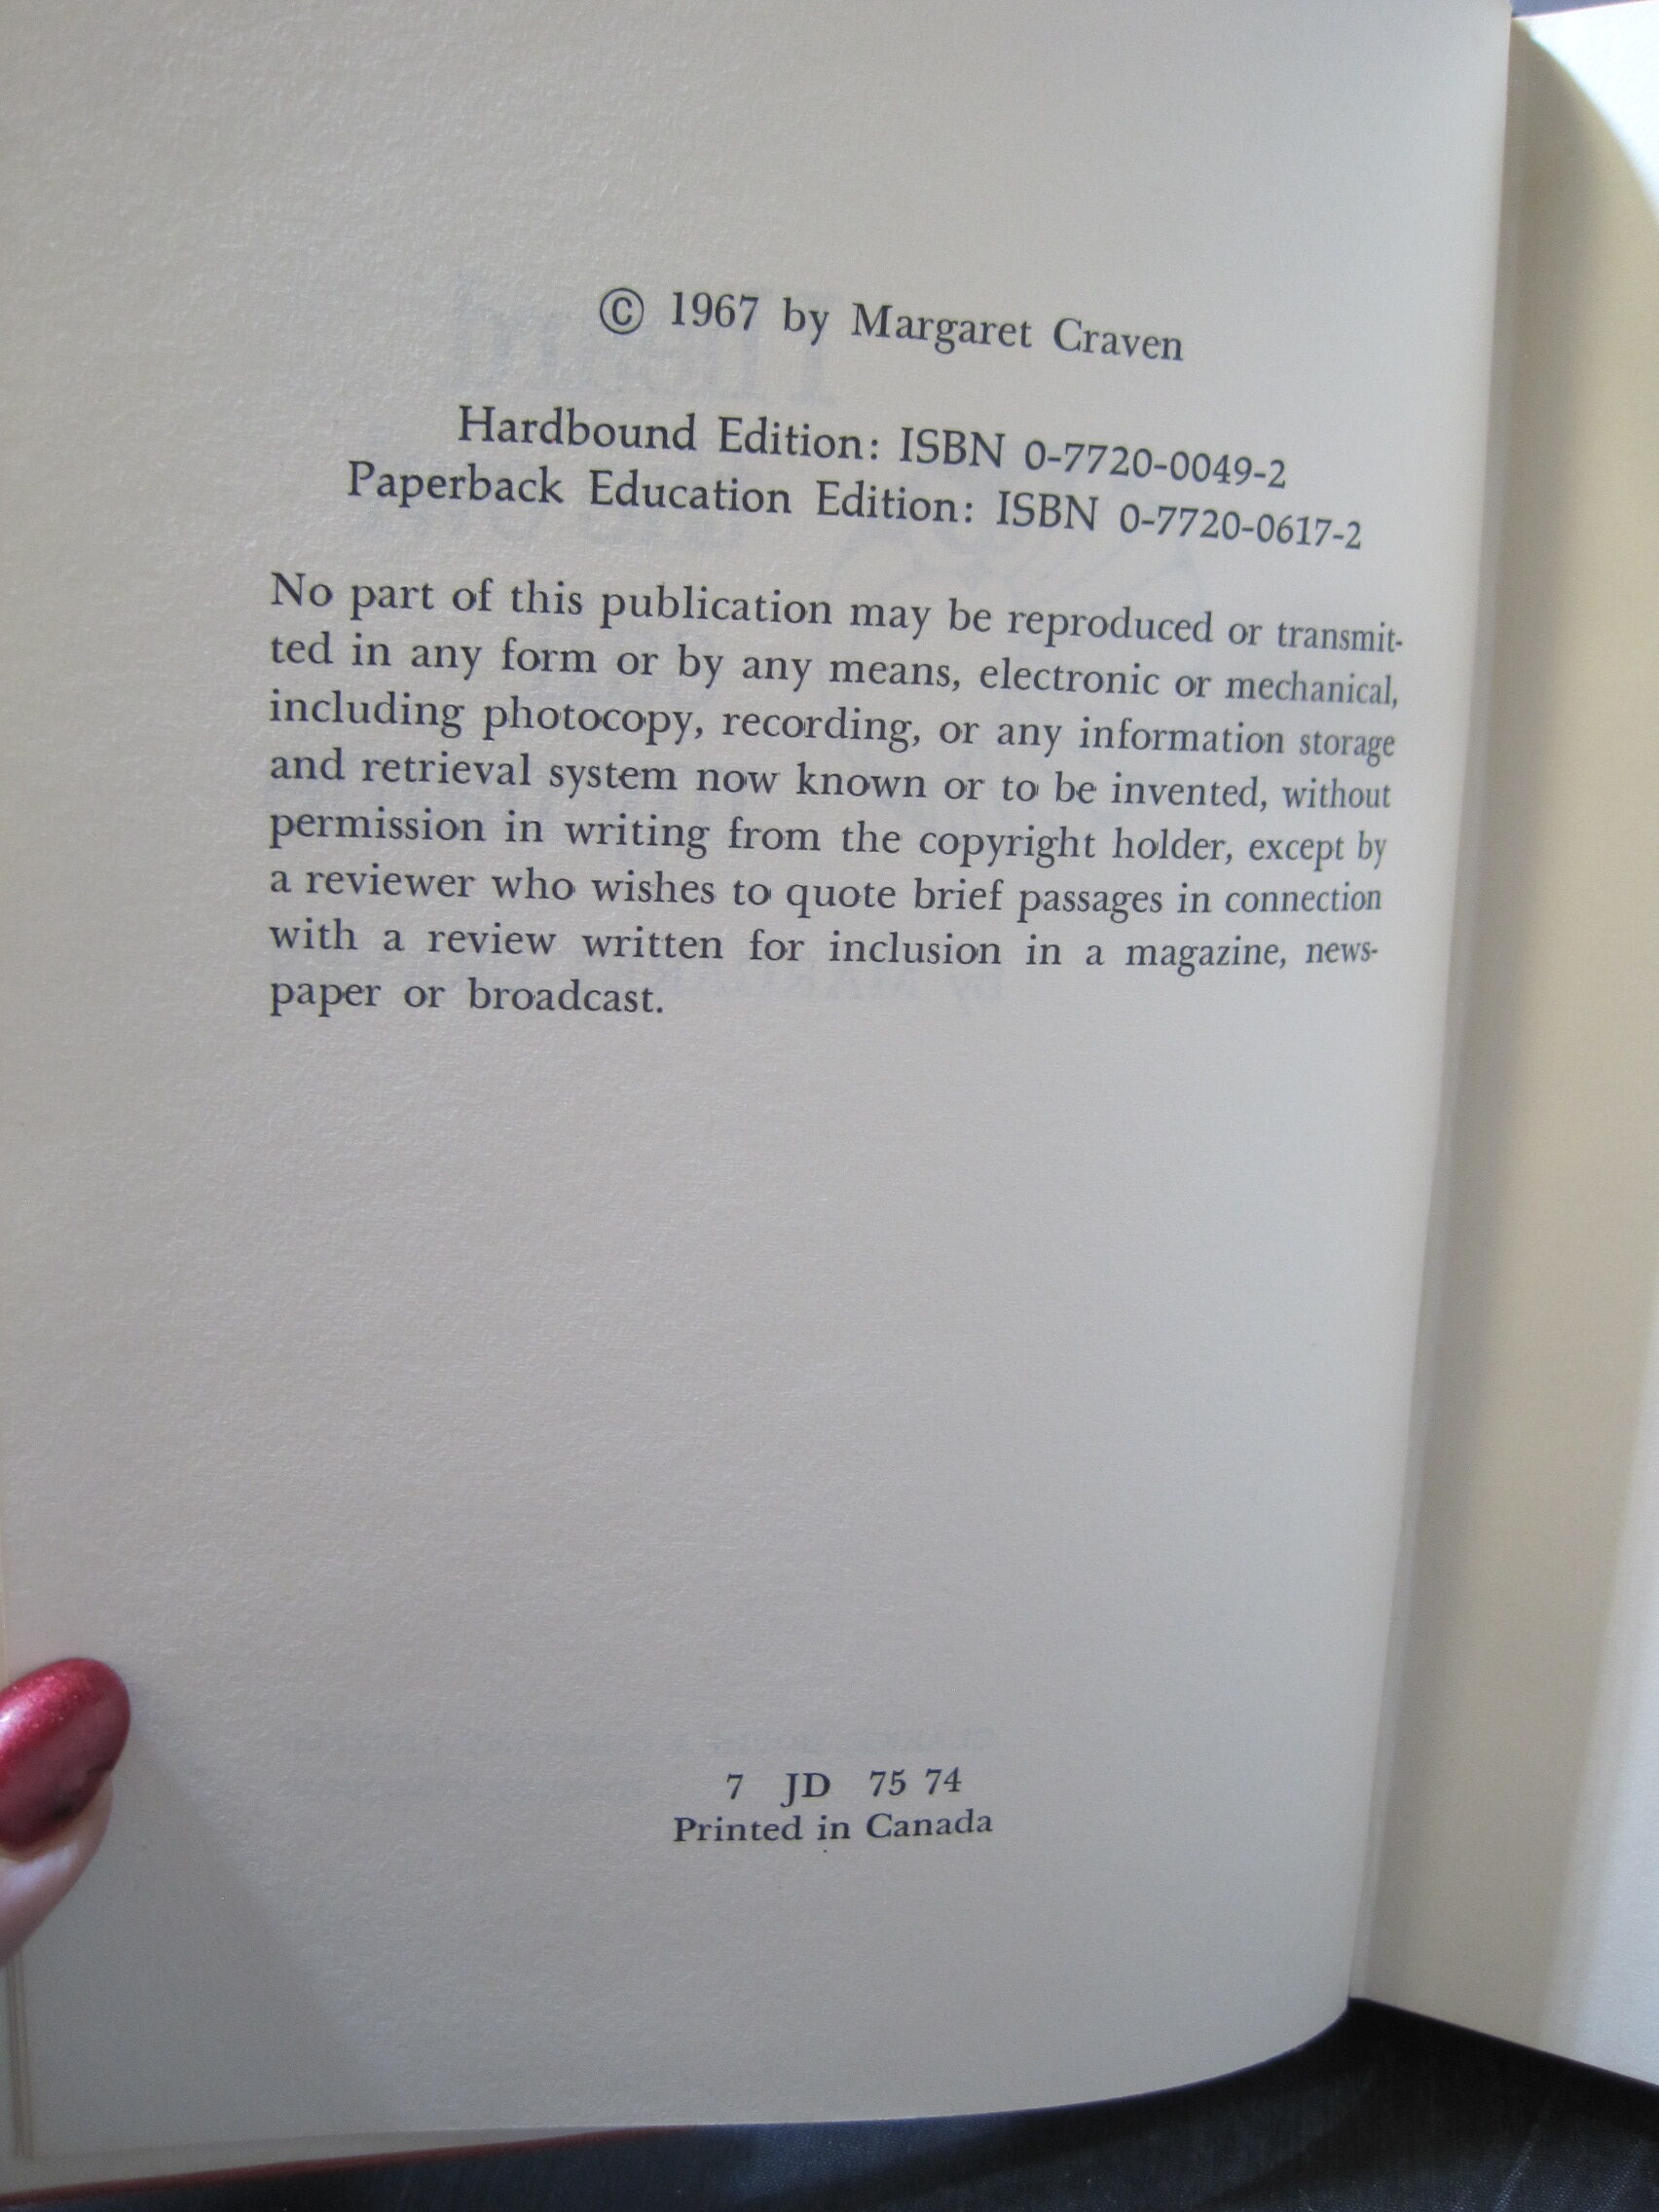 © 1967 by Margaret Craven
Hardbound Edition: ISBN 0-7720-0049-2
Paperback Education Edition: ISBN 0-7720-0617-2
No part of this publication may be reproduced or transmit-
ted in any form or by any means, electronic or mechanical,
including photocopy, recording, or any information storage
and retrieval system now known or to be invented, without
permission in writing from the copyright holder, except by
a reviewer who wishes to quote brief passages in connection
with a review written for inclusion in a magazine, news-
paper or broadcast.
7 JD 75 74
Printed in Canada